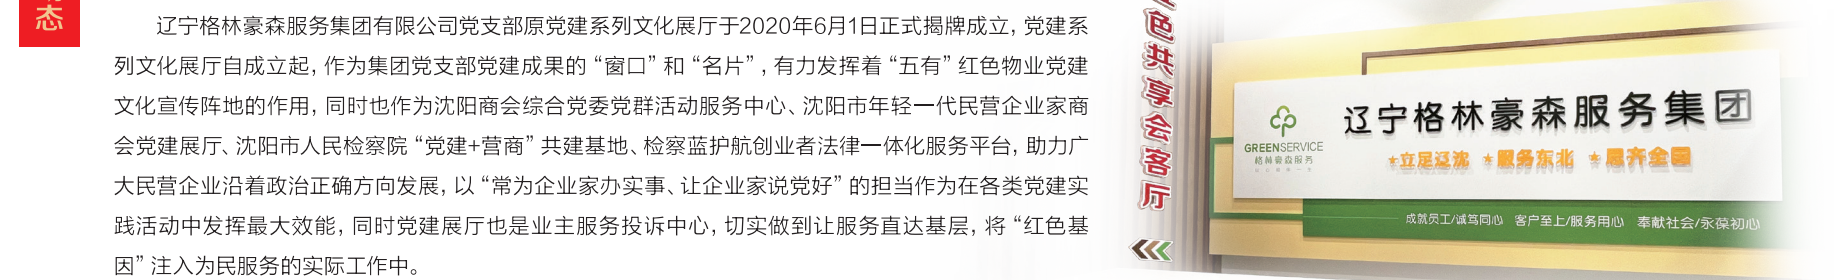 态
辽宁格林豪森服务集团有限公司党支部原党建系列文化展厅于2020年6月1日正式揭牌成立，党建系
列文化展厅自成立起，作为集团党支部党建成果的“窗口”和“名片”，有力发挥着“五有”红色物业党建
文化宣传阵地的作用，同时也作为沈阳商会综合党委党群活动服务中心、沈阳市年轻一代民营企业家商
会党建展厅、沈阳市人民检察院“党建+营商”共建基地、检察蓝护航创业者法律一体化服务平台，助力广
大民营企业沿着政治正确方向发展，以“常为企业家办实事、让企业家说党好”的担当作为在各类党建实
践活动中发挥最大效能，同时党建展厅也是业主服务投诉中心，切实做到让服务直达基层，将“红色基
因”注入为民服务的实际工作中。
色共享会客厅
辽宁格林豪森服务集团
GREENSERVICE
格林豪森服务
★立足辽沈 ★服务东北 ★展齐全国
成就员工/诚笃同心 客户至上/服务用心 奉献社会/永葆初心